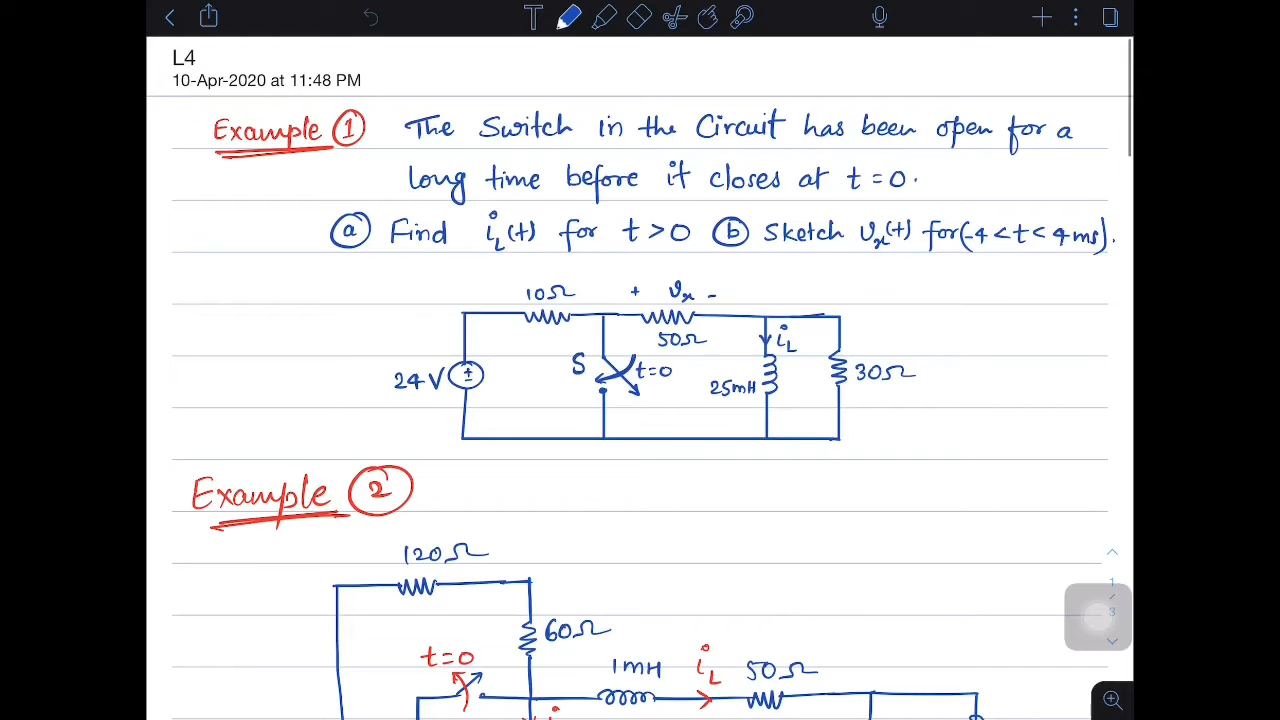 L4
10-Apr-2020 at 11:48 PM
Example 1 The Switch in the Circuit has been open for a
long time before it closes at t=0.
a Find iL(t) for t>0 b Sketch vx(t) for (-4<t<4ms).
10Ω + vx -
50Ω
S t=0 iL
24V ± 25mH 30Ω
Example 2
120Ω
60Ω
t=0 1mH iL 50Ω
i
1
/
3